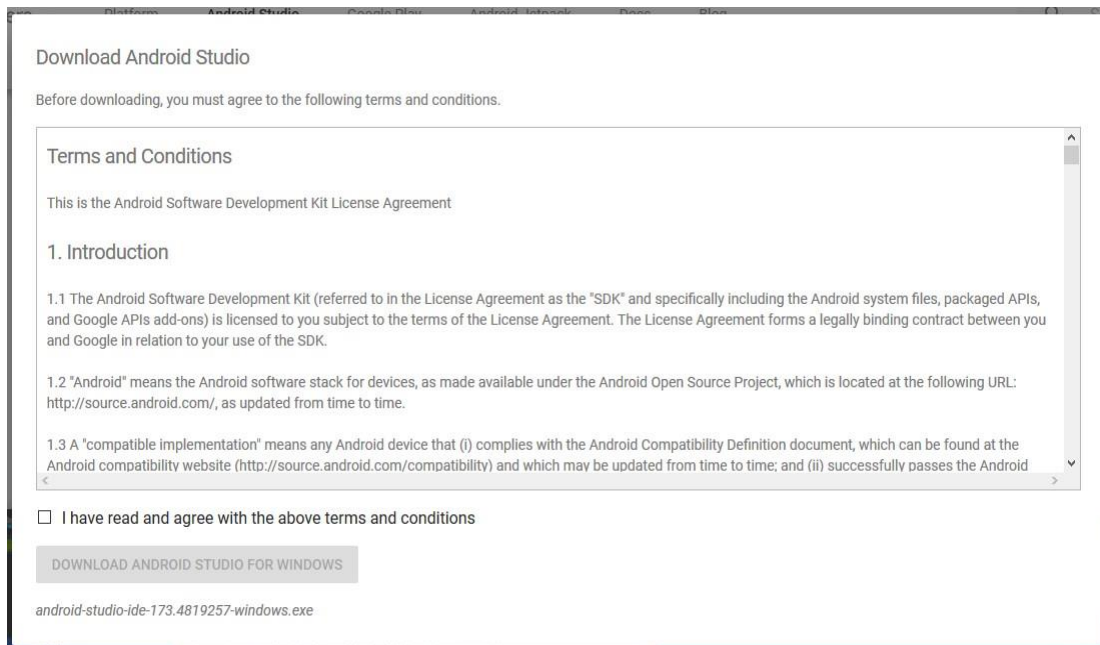 Platform Android Studio Google Play Android Jetpack Docs Blog
Download Android Studio
Before downloading, you must agree to the following terms and conditions.
Terms and Conditions
This is the Android Software Development Kit License Agreement
1. Introduction
1.1 The Android Software Development Kit (referred to in the License Agreement as the "SDK" and specifically including the Android system files, packaged APIs,
and Google APIs add-ons) is licensed to you subject to the terms of the License Agreement. The License Agreement forms a legally binding contract between you
and Google in relation to your use of the SDK.
1.2 "Android" means the Android software stack for devices, as made available under the Android Open Source Project, which is located at the following URL:
http://source.android.com/, as updated from time to time.
1.3 A "compatible implementation" means any Android device that (i) complies with the Android Compatibility Definition document, which can be found at the
Android compatibility website (http://source.android.com/compatibility) and which may be updated from time to time; and (ii) successfully passes the Android
I have read and agree with the above terms and conditions
DOWNLOAD ANDROID STUDIO FOR WINDOWS
android-studio-ide-173.4819257-windows.exe